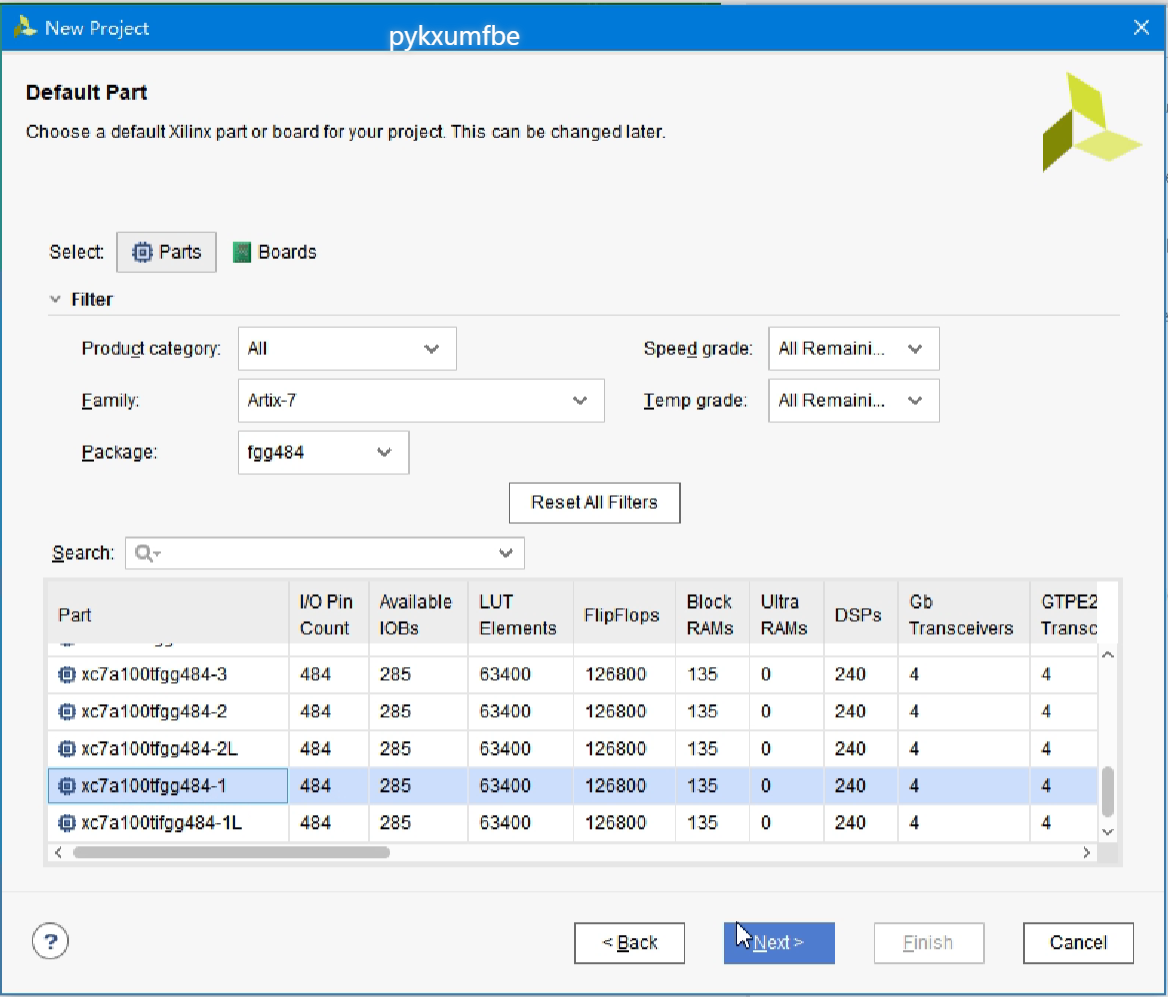 New Project
pykxumfbe
Default Part
Choose a default Xilinx part or board for your project. This can be changed later.
Select: Parts Boards
Filter
Product category: All Speed grade: All Remaini...
Family: Artix-7 Temp grade: All Remaini...
Package: fgg484
Reset All Filters
Search:
Part I/O Pin Count Available IOBs LUT Elements FlipFlops Block RAMs Ultra RAMs DSPs Gb Transceivers GTPE2 Transc
xc7a100tfgg484-3 484 285 63400 126800 135 0 240 4 4
xc7a100tfgg484-2 484 285 63400 126800 135 0 240 4 4
xc7a100tfgg484-2L 484 285 63400 126800 135 0 240 4 4
xc7a100tfgg484-1 484 285 63400 126800 135 0 240 4 4
xc7a100tifgg484-1L 484 285 63400 126800 135 0 240 4 4
? < Back Next > Finish Cancel